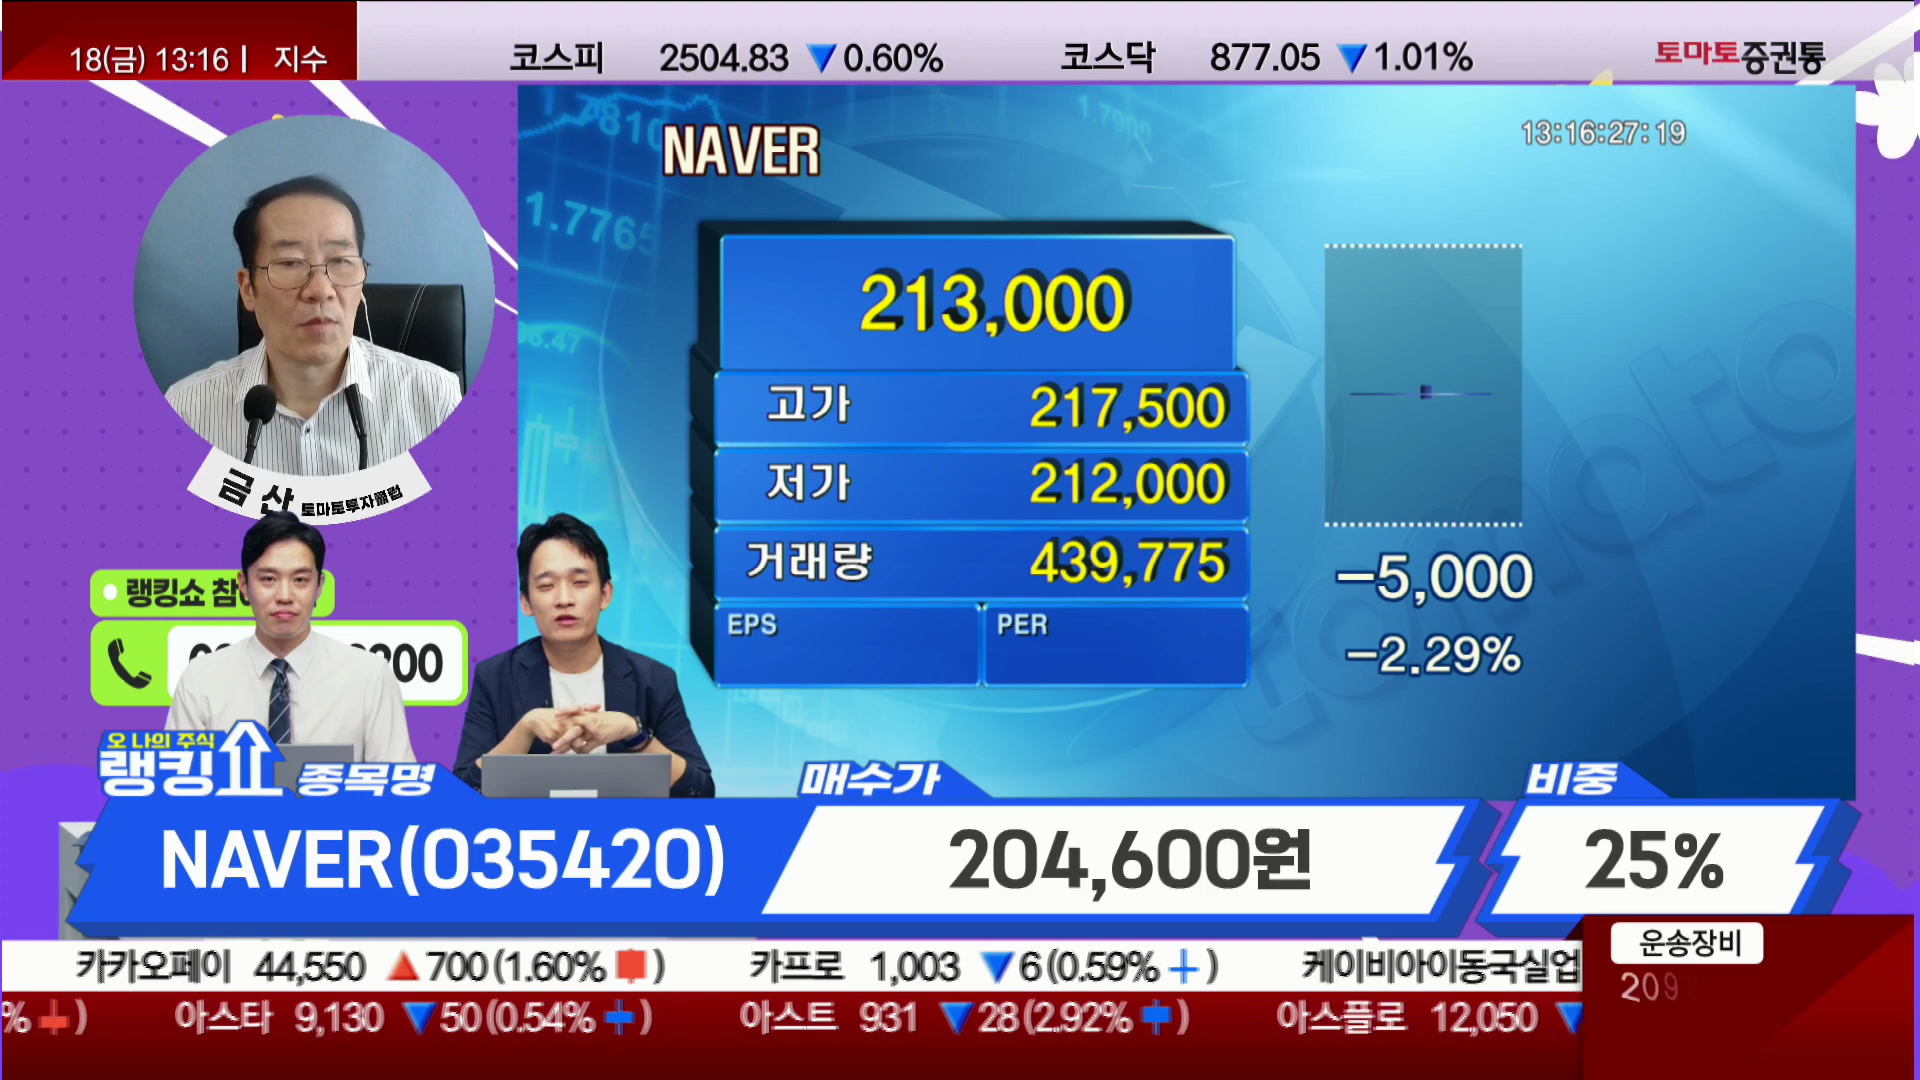 18(금) 13:16 | 지수
코스피 2504.83 ▼0.60%
코스닥 877.05 ▼1.01%
토마토증권통
NAVER
13:16:27:19
213,000
고가 217,500
저가 212,000
거래량 439,775
EPS PER
-5,000
-2.29%
금산 토마토투자클럽
랭킹쇼
오 나의 주식
랭킹쇼
종목명 매수가 비중
NAVER(035420) 204,600원 25%
카카오페이 44,550 ▲700(1.60%) 카프로 1,003 ▼6(0.59%) 케이비아이동국실업
운송장비
%) 아스타 9,130 ▼50(0.54%) 아스트 931 ▼28(2.92%) 아스플로 12,050 ▼
1.7765
tomato